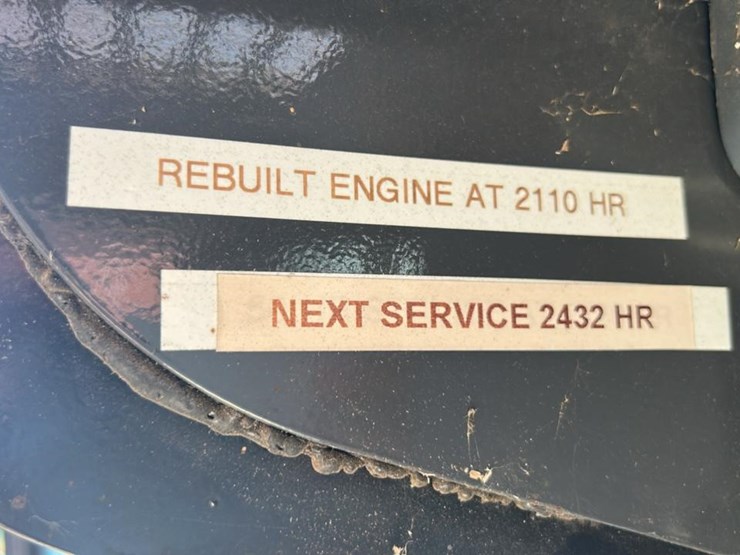 REBUILT ENGINE AT 2110 HR
NEXT SERVICE 2432 HR